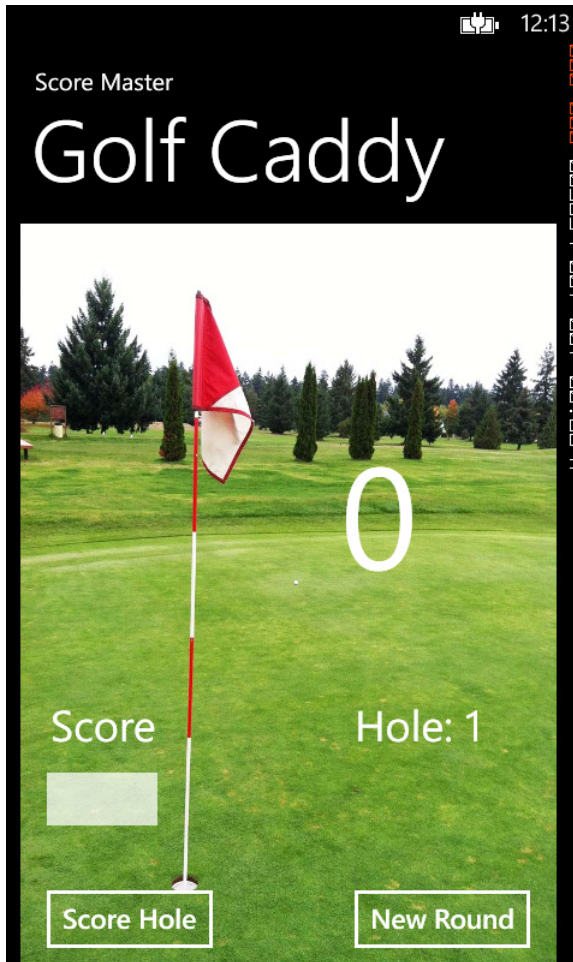 12:13
Score Master
Golf Caddy
0
Score
Hole: 1
Score Hole
New Round